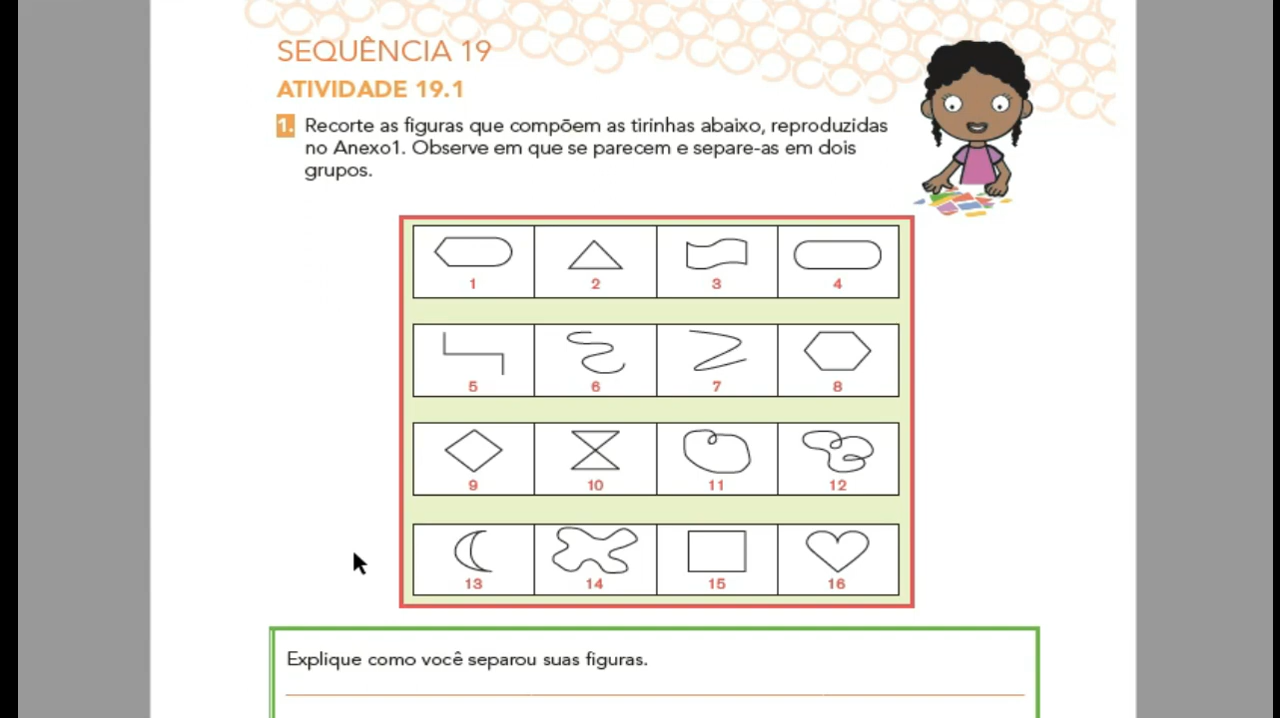 SEQUÊNCIA 19
ATIVIDADE 19.1
1. Recorte as figuras que compõem as tirinhas abaixo, reproduzidas
no Anexo1. Observe em que se parecem e separe-as em dois
grupos.
1 2 3 4
5 6 7 8
9 10 11 12
13 14 15 16
Explique como você separou suas figuras.